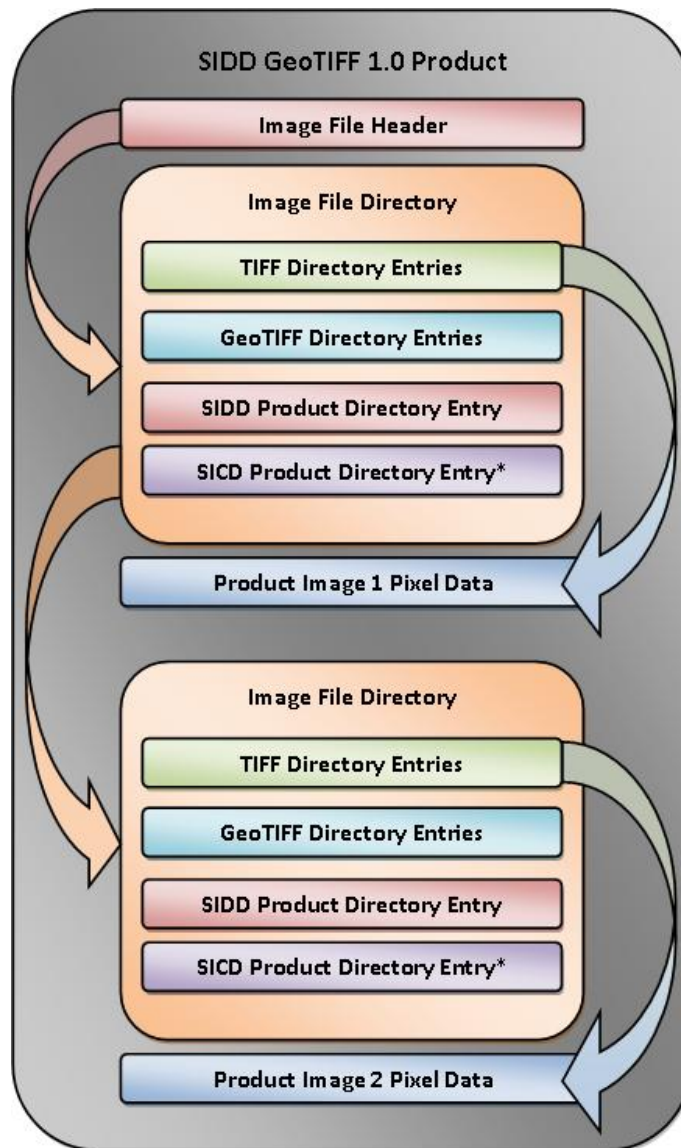 SIDD GeoTIFF 1.0 Product
Image File Header
Image File Directory
TIFF Directory Entries
GeoTIFF Directory Entries
SIDD Product Directory Entry
SICD Product Directory Entry*
Product Image 1 Pixel Data
Image File Directory
TIFF Directory Entries
GeoTIFF Directory Entries
SIDD Product Directory Entry
SICD Product Directory Entry*
Product Image 2 Pixel Data